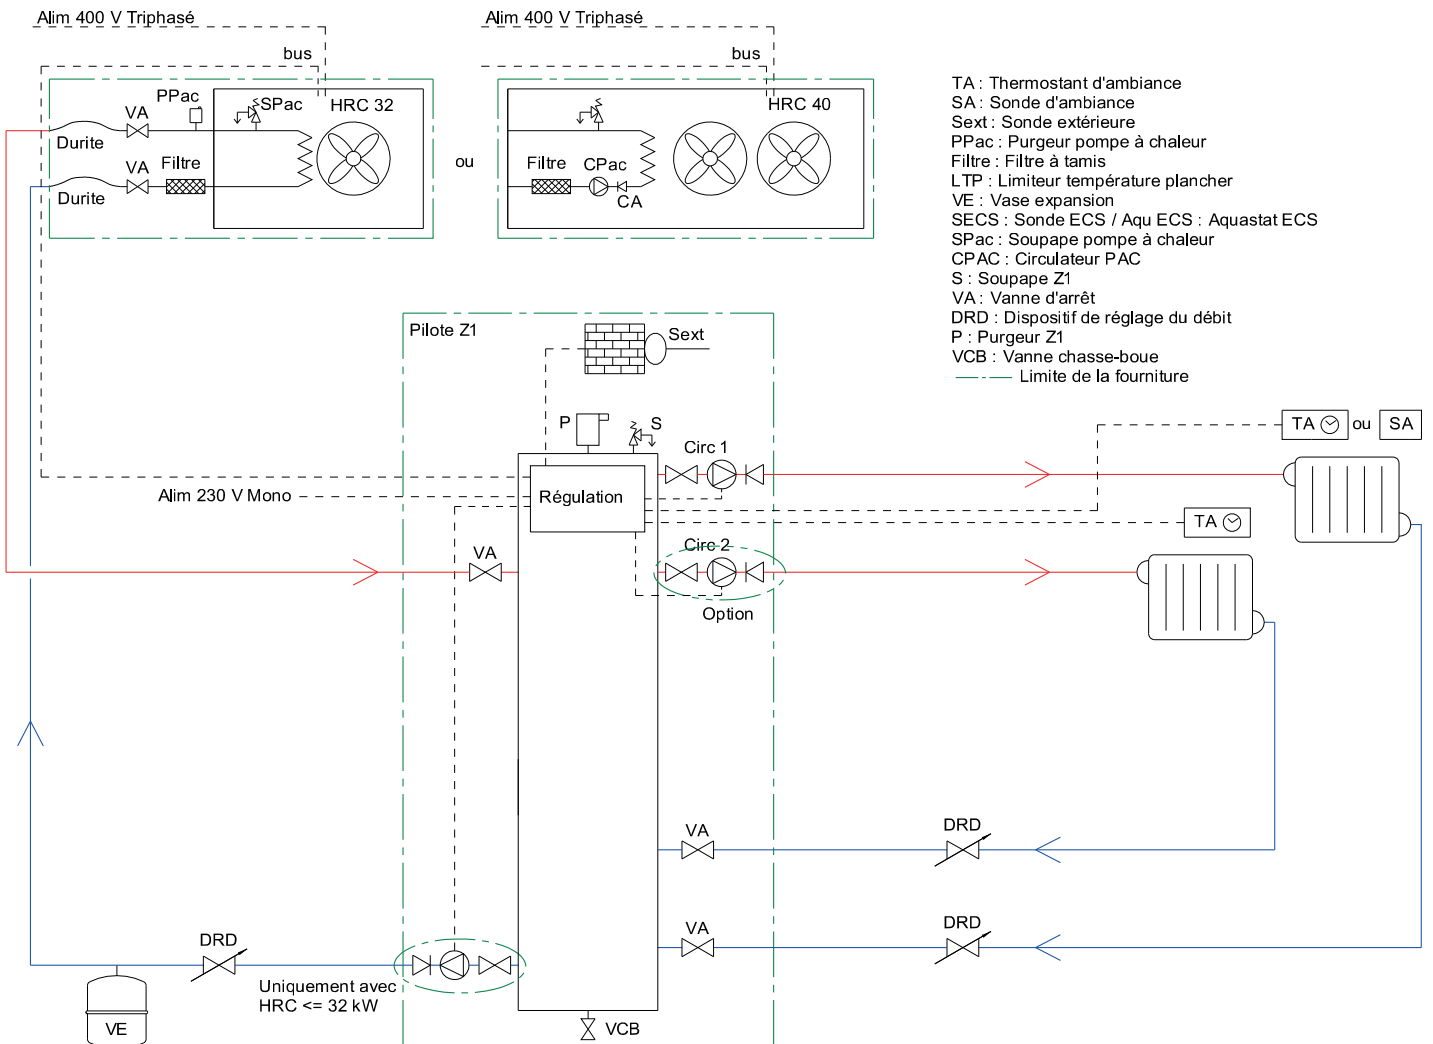 Alim 400 V Triphasé
bus
PPac
VA
SPac
HRC 32
Durite
VA
Filtre
Durite
ou
Alim 400 V Triphasé
bus
HRC 40
Filtre
CPac
CA
TA : Thermostant d'ambiance
SA : Sonde d'ambiance
Sext : Sonde extérieure
PPac : Purgeur pompe à chaleur
Filtre : Filtre à tamis
LTP : Limiteur température plancher
VE : Vase expansion
SECS : Sonde ECS / Aqu ECS : Aquastat ECS
SPac : Soupape pompe à chaleur
CPAC : Circulateur PAC
S : Soupape Z1
VA : Vanne d'arrêt
DRD : Dispositif de réglage du débit
P : Purgeur Z1
VCB : Vanne chasse-boue
Limite de la fourniture
Pilote Z1
Sext
P
S
Circ 1
TA ou SA
Alim 230 V Mono
Régulation
TA
VA
Circ 2
Option
VA
DRD
VA
DRD
DRD
Uniquement avec
HRC <= 32 kW
VE
VCB